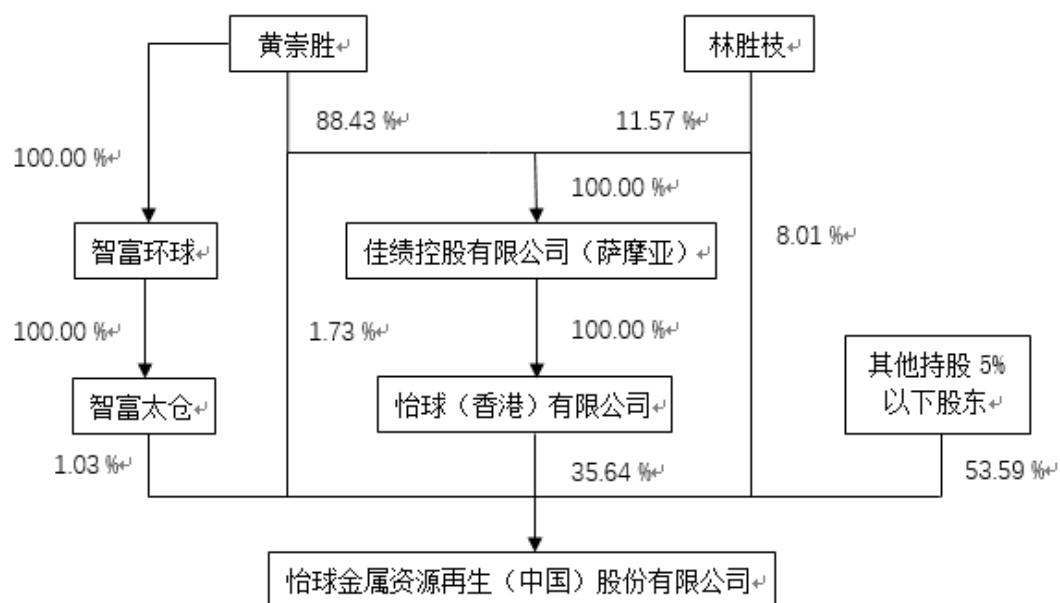 黄崇胜↵
林胜枝↵
88.43 %↵
11.57 %↵
100.00 %↵
100.00 %↵
智富环球↵
佳绩控股有限公司（萨摩亚）↵
8.01 %↵
100.00 %↵
1.73 %↵
100.00 %↵
其他持股 5%
以下股东↵
智富太仓↵
怡球（香港）有限公司↵
1.03 %↵
35.64 %↵
53.59 %↵
怡球金属资源再生（中国）股份有限公司↵